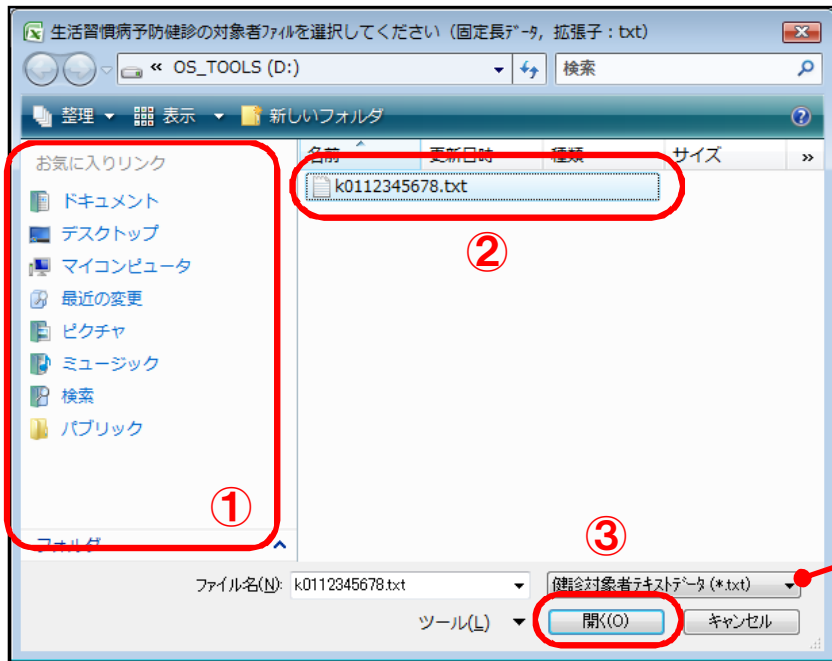 生活習慣病予防健診の対象者ﾌｧｲﾙを選択してください（固定長ﾃﾞｰﾀ，拡張子：txt）
« OS_TOOLS (D:)
検索
整理 表示 新しいフォルダ
お気に入りリンク
名前 更新日時 種類 サイズ »
k0112345678.txt
ドキュメント
デスクトップ
マイコンピュータ
最近の変更
ピクチャ
ミュージック
検索
パブリック
②
①
フォルダ
③
ファイル名(N): k0112345678.txt 健診対象者ﾃｷｽﾄﾃﾞｰﾀ (*.txt)
ツール(L) 開く(O) キャンセル